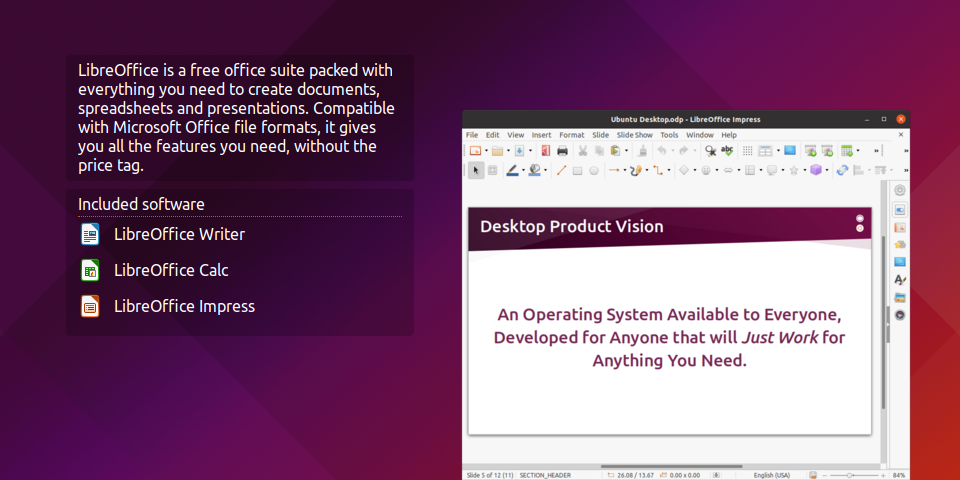 LibreOffice is a free office suite packed with
everything you need to create documents,
spreadsheets and presentations. Compatible
with Microsoft Office file formats, it gives
you all the features you need, without the
price tag.
Included software
LibreOffice Writer
LibreOffice Calc
LibreOffice Impress
Ubuntu Desktop.odp - LibreOffice Impress
File Edit View Insert Format Slide Slide Show Tools Window Help
Desktop Product Vision
An Operating System Available to Everyone,
Developed for Anyone that will Just Work for
Anything You Need.
Slide 5 of 12 (11) SECTION_HEADER 26.08 / 13.67 0.00 x 0.00 English (USA) 84%